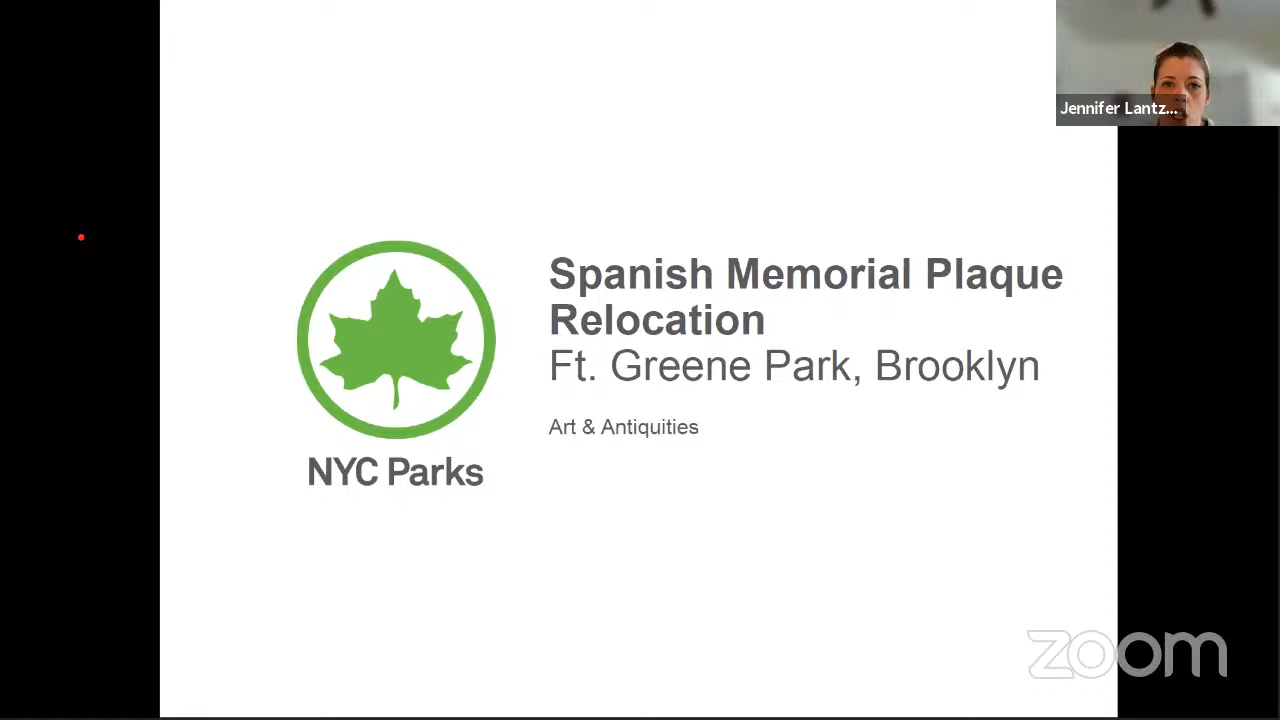 Jennifer Lantz...
Spanish Memorial Plaque
Relocation
Ft. Greene Park, Brooklyn
Art & Antiquities
NYC Parks
zoom